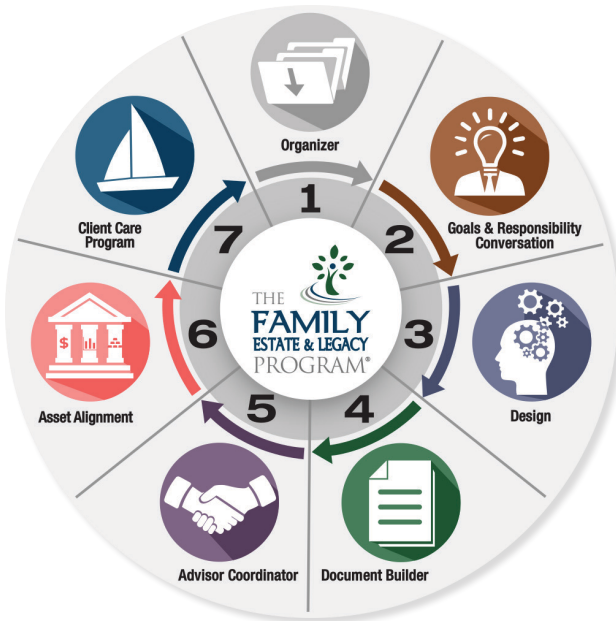 Organizer
1
Goals & Responsibility
Conversation
2
Design
3
Document Builder
4
Advisor Coordinator
5
Asset Alignment
6
$
Client Care
Program
7
THE
FAMILY
ESTATE & LEGACY
PROGRAM®